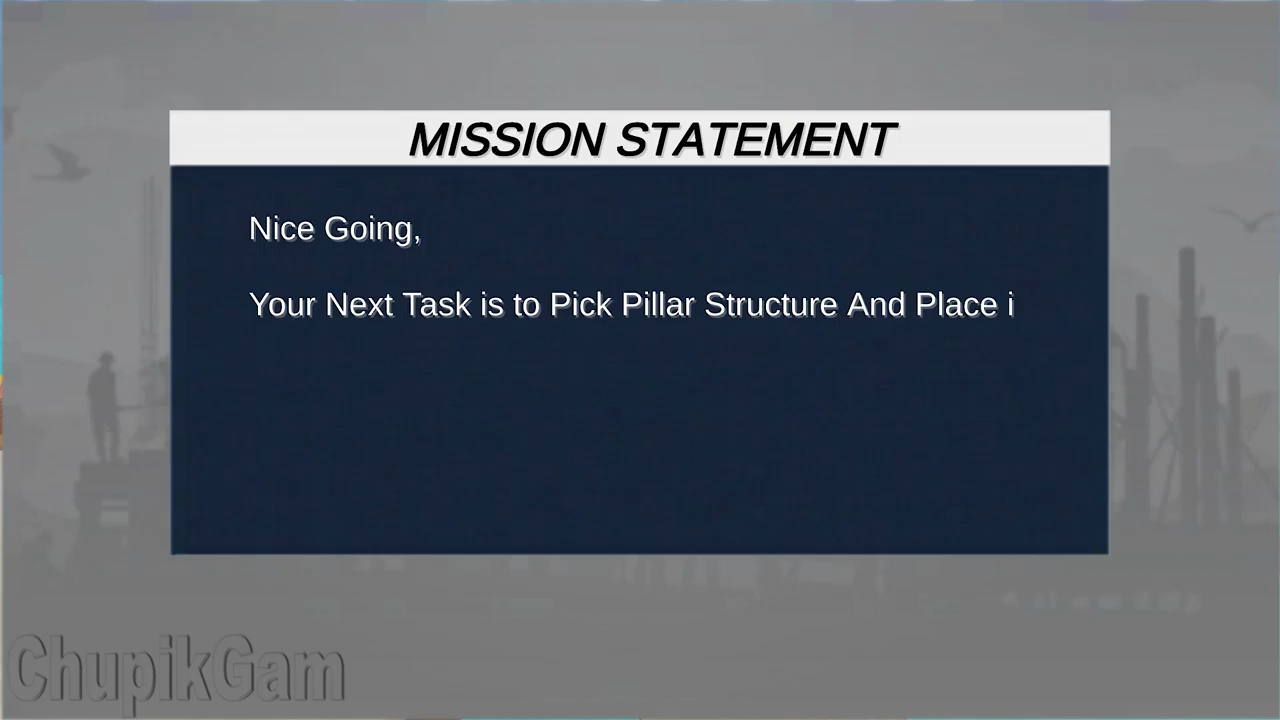 MISSION STATEMENT
Nice Going,
Your Next Task is to Pick Pillar Structure And Place i
ChupikGam